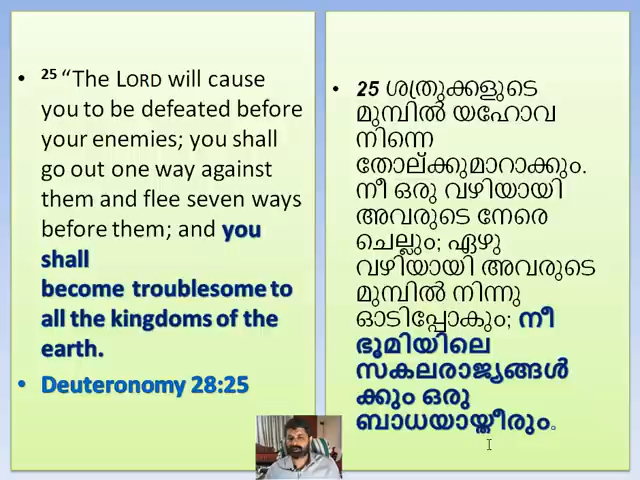 • 25 “The LORD will cause
you to be defeated before
your enemies; you shall
go out one way against
them and flee seven ways
before them; and you
shall
become troublesome to
all the kingdoms of the
earth.
• Deuteronomy 28:25
• 25 ശത്രുക്കളുടെ
മുമ്പിൽ യഹോവ
നിന്നെ
തോല്ക്കുമാറാക്കും.
നീ ഒരു വഴിയായി
അവരുടെ നേരെ
ചെല്ലും; ഏഴു
വഴിയായി അവരുടെ
മുമ്പിൽ നിന്നു
ഓടിപ്പോകും; നീ
ഭൂമിയിലെ
സകലരാജ്യങ്ങൾ
ക്കും ഒരു
ബാധയായ്തീരും.